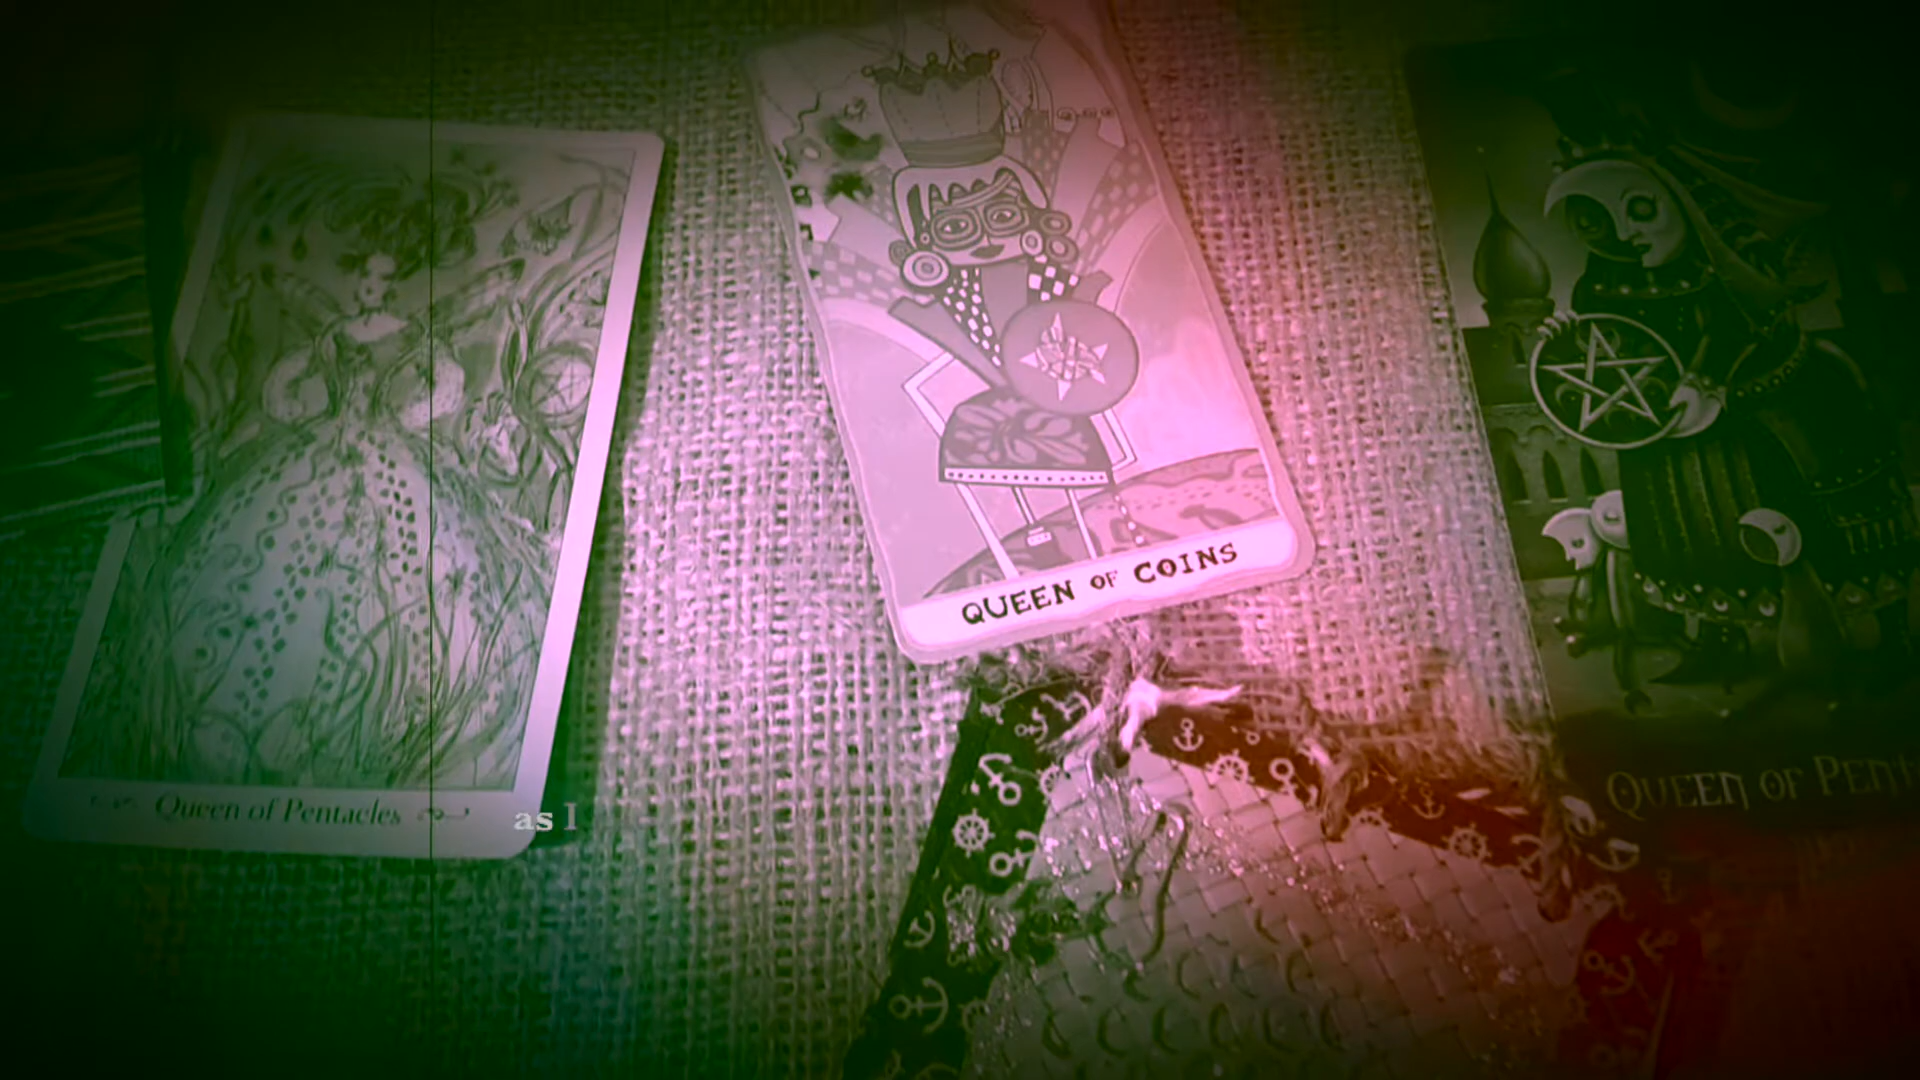 Queen of Pentacles
QUEEN OF COINS
QUEEN OF PENT
as I